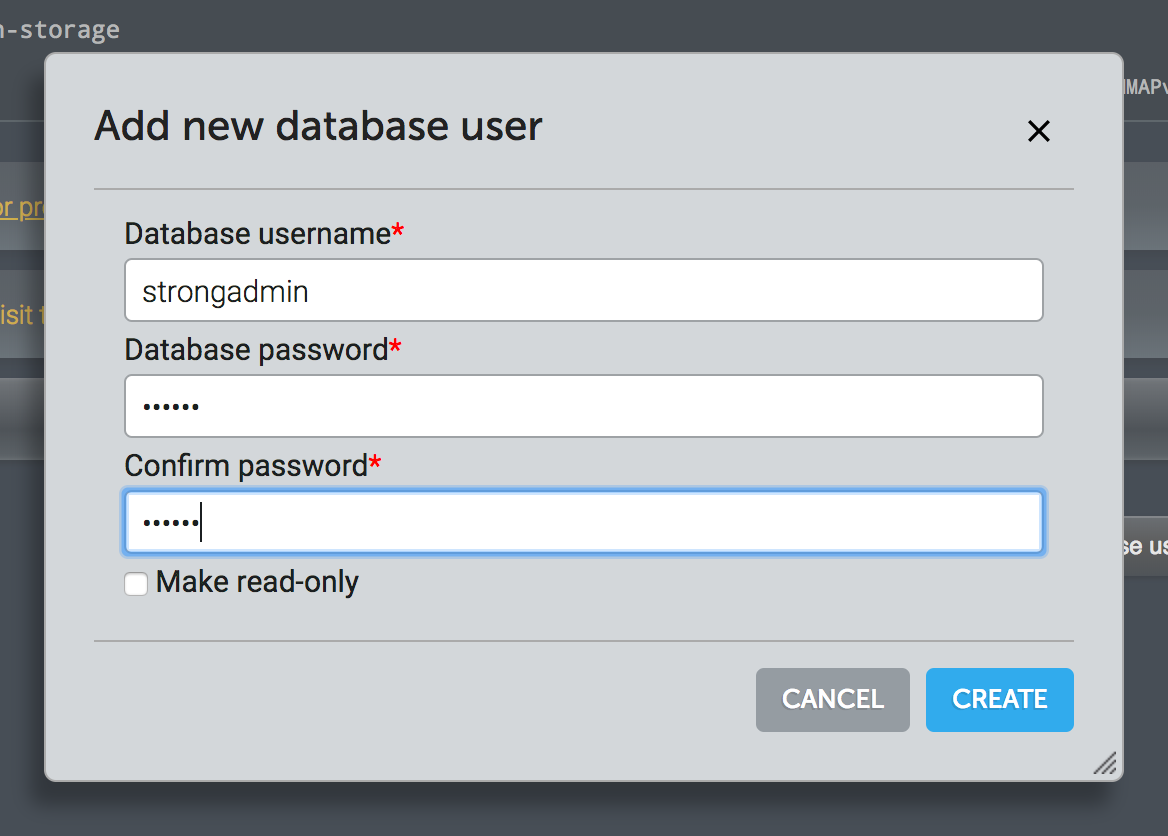 -storage
MMAPv
Add new database user
Database username*
or pr
strongadmin
isit t
Database password*
••••••
Confirm password*
••••••
se us
Make read-only
CANCEL
CREATE